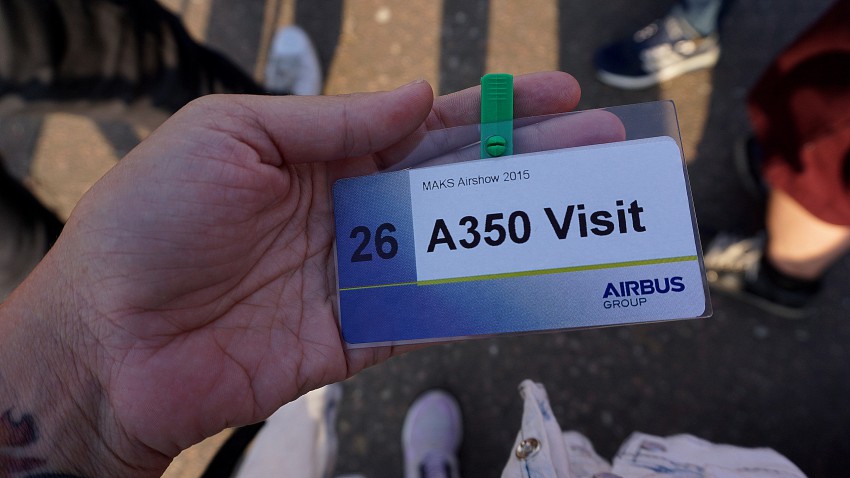 MAKS Airshow 2015
26
A350 Visit
AIRBUS
GROUP